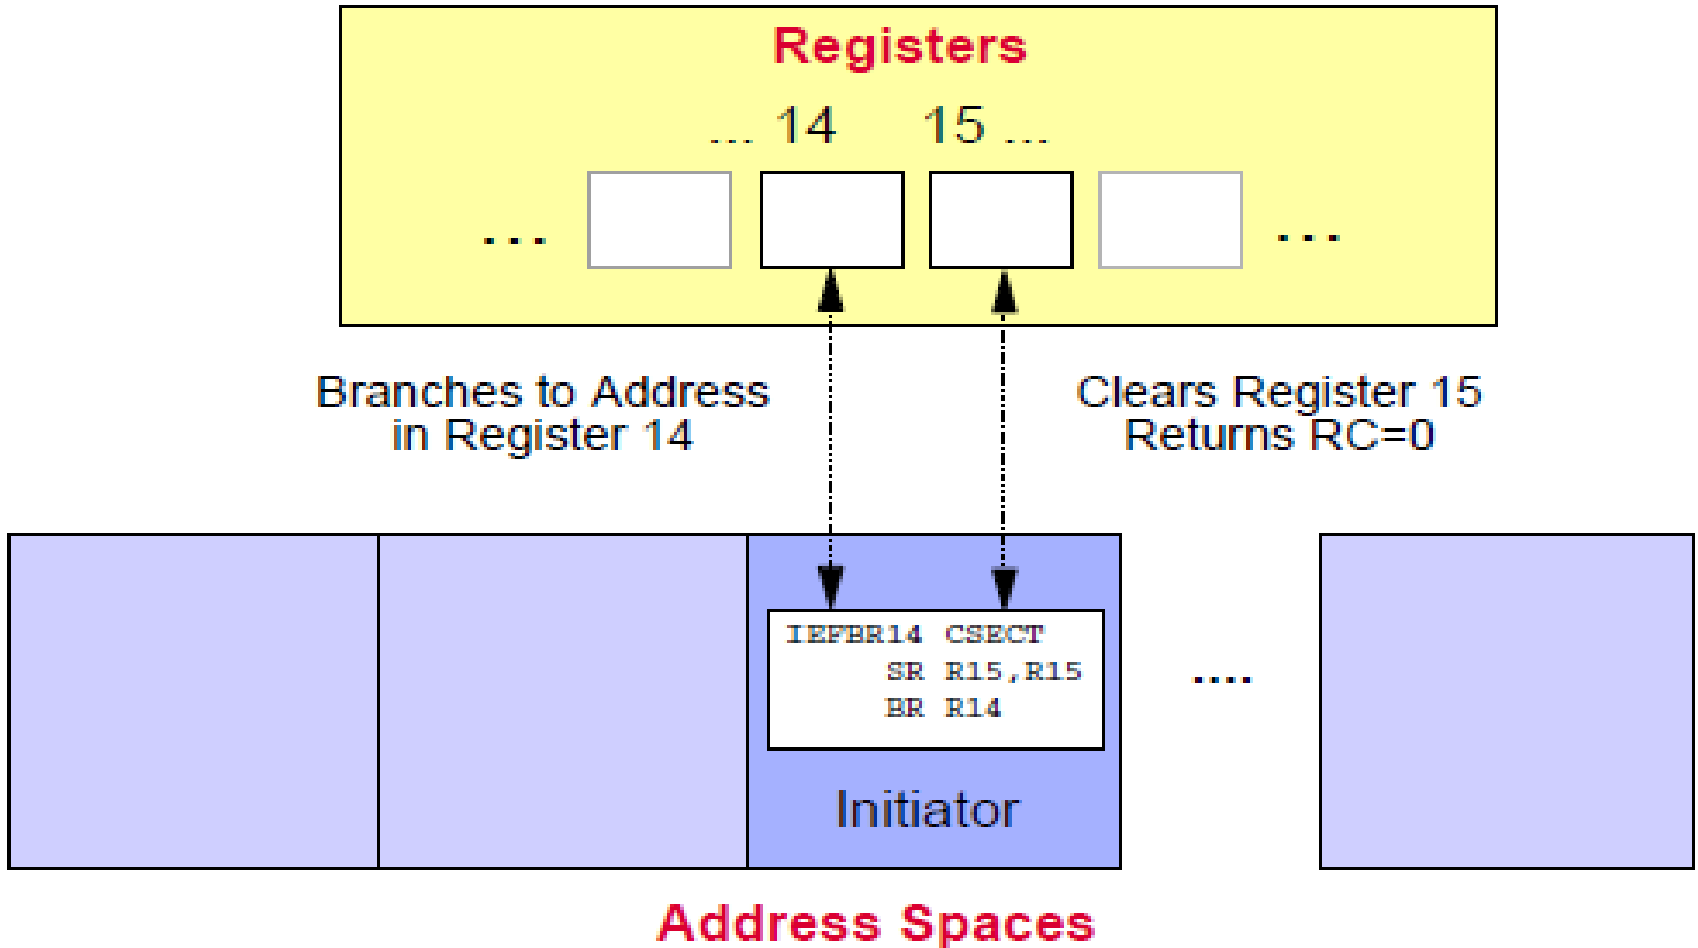 Registers
... 14 15 ...
... ...
Branches to Address
in Register 14
Clears Register 15
Returns RC=0
IEFBR14 CSECT
SR R15,R15
BR R14
....
Initiator
Address Spaces